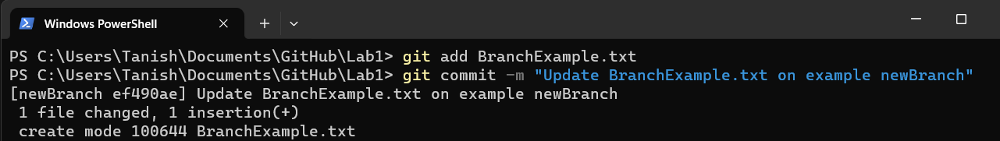 Windows PowerShell
PS C:\Users\Tanish\Documents\GitHub\Lab1> git add BranchExample.txt
PS C:\Users\Tanish\Documents\GitHub\Lab1> git commit -m "Update BranchExample.txt on example newBranch"
[newBranch ef490ae] Update BranchExample.txt on example newBranch
 1 file changed, 1 insertion(+)
 create mode 100644 BranchExample.txt